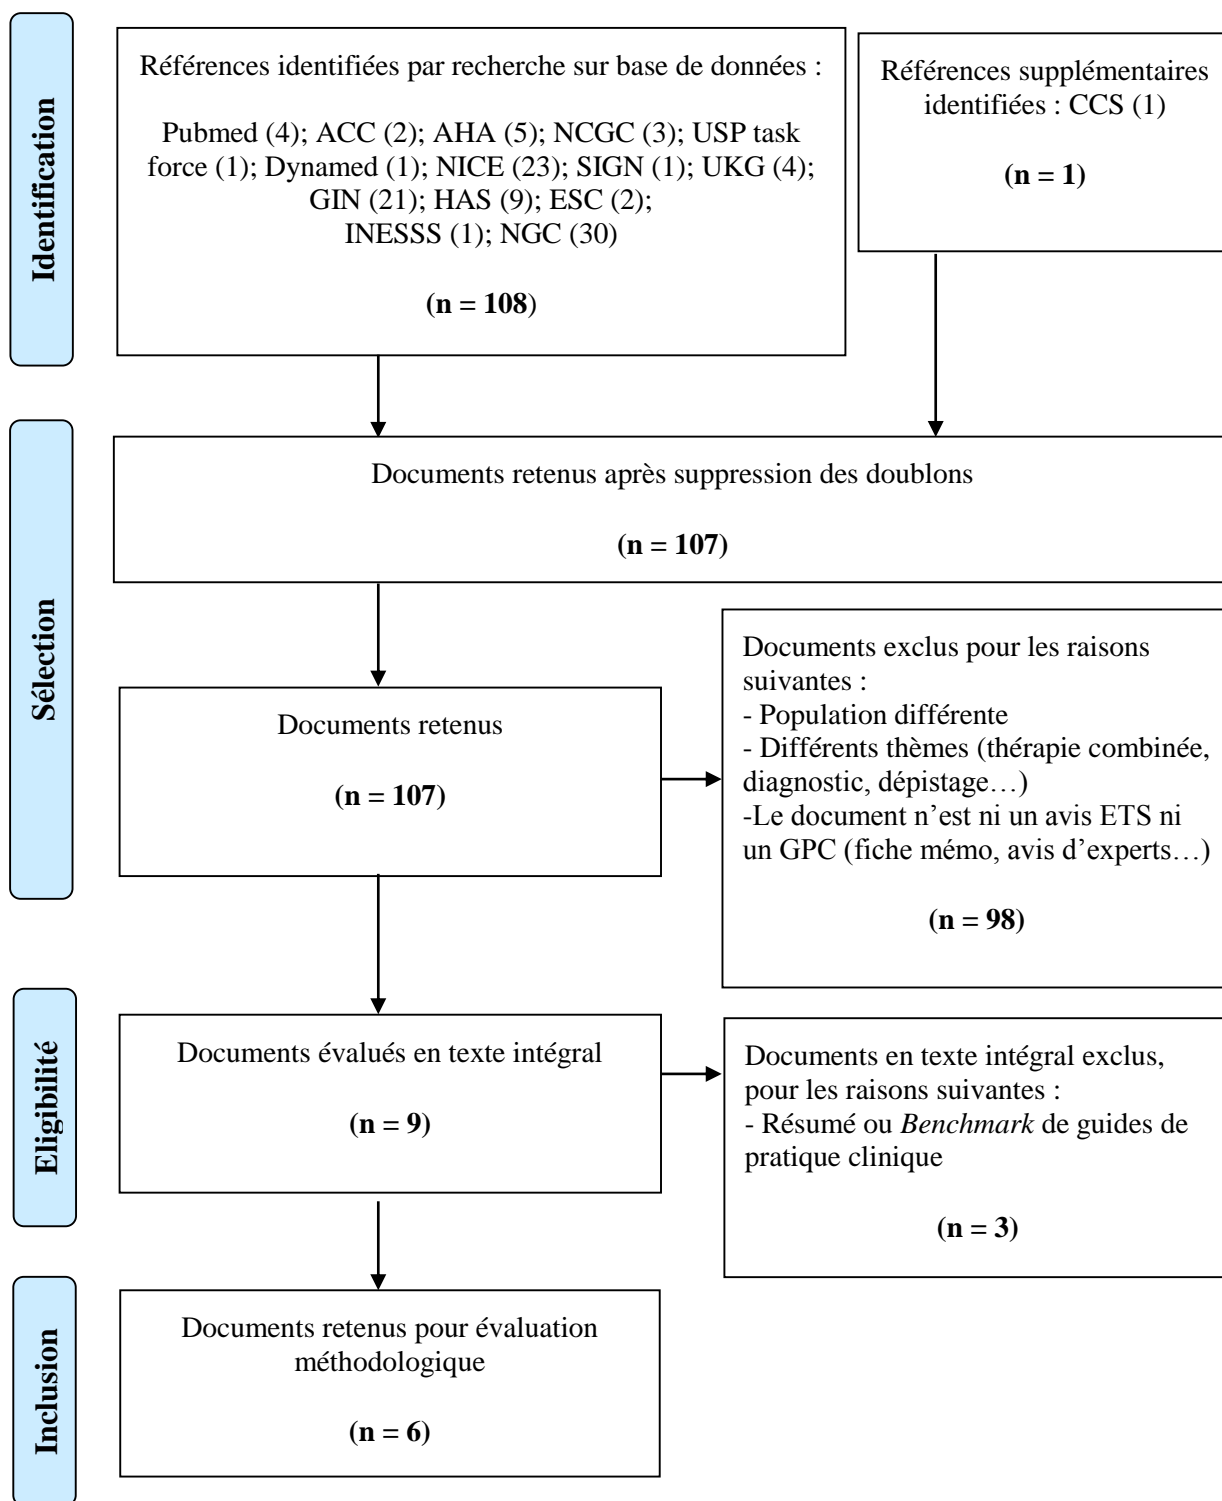 Identification
Références identifiées par recherche sur base de données :
Pubmed (4); ACC (2); AHA (5); NCGC (3); USP task
force (1); Dynamed (1); NICE (23); SIGN (1); UKG (4);
GIN (21); HAS (9); ESC (2);
INESSS (1); NGC (30)
(n = 108)
Références supplémentaires
identifiées : CCS (1)
(n = 1)
Sélection
Documents retenus après suppression des doublons
(n = 107)
Documents retenus
(n = 107)
Documents exclus pour les raisons
suivantes :
- Population différente
- Différents thèmes (thérapie combinée,
diagnostic, dépistage…)
-Le document n’est ni un avis ETS ni
un GPC (fiche mémo, avis d’experts…)
(n = 98)
Eligibilité
Documents évalués en texte intégral
(n = 9)
Documents en texte intégral exclus,
pour les raisons suivantes :
- Résumé ou Benchmark de guides de
pratique clinique
(n = 3)
Inclusion
Documents retenus pour évaluation
méthodologique
(n = 6)